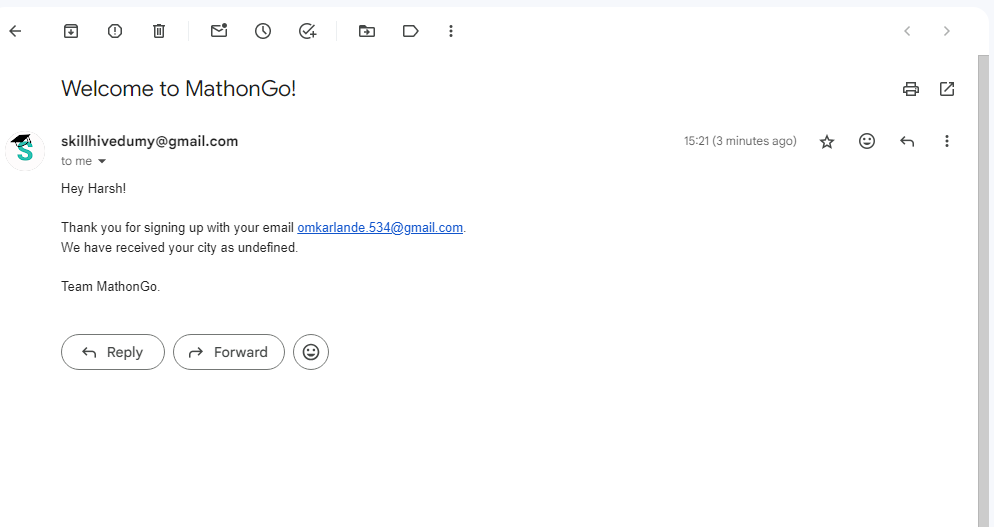 Welcome to MathonGo!
S
skillhivedumy@gmail.com
15:21 (3 minutes ago)
to me
Hey Harsh!
Thank you for signing up with your email omkarlande.534@gmail.com.
We have received your city as undefined.
Team MathonGo.
Reply
Forward